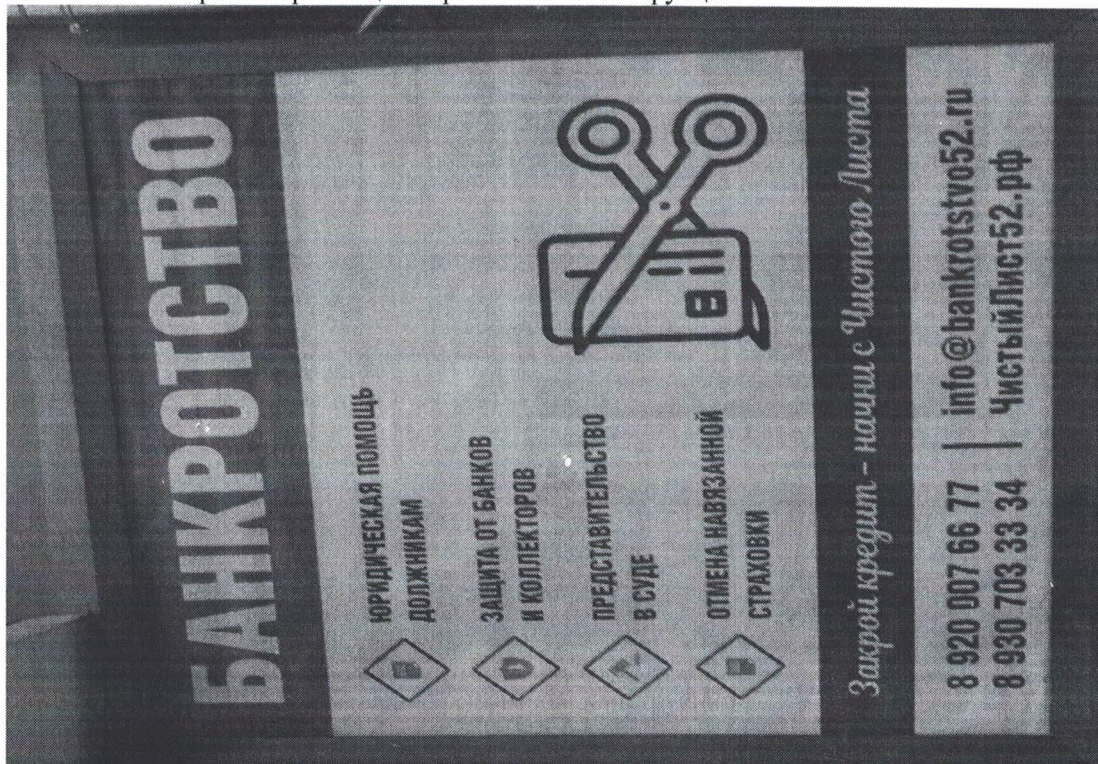 БАНКРОТСТВО
ЮРИДИЧЕСКАЯ ПОМОЩЬ
ДОЛЖНИКАМ
ЗАЩИТА ОТ БАНКОВ
И КОЛЛЕКТОРОВ
ПРЕДСТАВИТЕЛЬСТВО
В СУДЕ
ОТМЕНА НАВЯЗАННОЙ
СТРАХОВКИ
Закрой кредит - начни с Чистого Листа
8 920 007 66 77 | info@bankrotstvo52.ru
8 930 703 33 34 | ЧистыйЛист52.рф